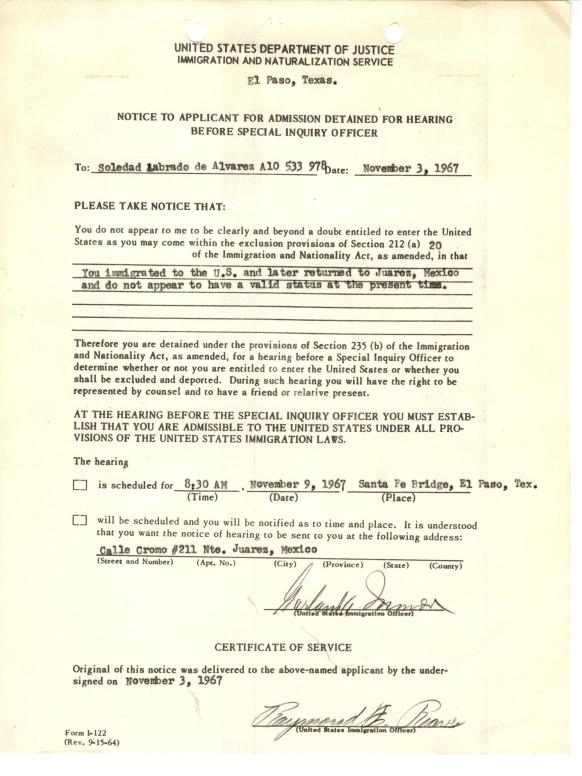 UNITED STATES DEPARTMENT OF JUSTICE
IMMIGRATION AND NATURALIZATION SERVICE
El Paso, Texas.
NOTICE TO APPLICANT FOR ADMISSION DETAINED FOR HEARING
BEFORE SPECIAL INQUIRY OFFICER
To: Soledad Labrado de Alvarez A10 533 978 Date: November 3, 1967
PLEASE TAKE NOTICE THAT:
You do not appear to me to be clearly and beyond a doubt entitled to enter the United
States as you may come within the exclusion provisions of Section 212 (a) 20
of the Immigration and Nationality Act, as amended, in that
You immigrated to the U.S. and later returned to Juarez, Mexico
and do not appear to have a valid status at the present time.
Therefore you are detained under the provisions of Section 235 (b) of the Immigration
and Nationality Act, as amended, for a hearing before a Special Inquiry Officer to
determine whether or not you are entitled to enter the United States or whether you
shall be excluded and deported. During such hearing you will have the right to be
represented by counsel and to have a friend or relative present.
AT THE HEARING BEFORE THE SPECIAL INQUIRY OFFICER YOU MUST ESTAB-
LISH THAT YOU ARE ADMISSIBLE TO THE UNITED STATES UNDER ALL PRO-
VISIONS OF THE UNITED STATES IMMIGRATION LAWS.
The hearing
is scheduled for 8:30 AM , November 9, 1967 Santa Fe Bridge, El Paso, Tex.
(Time) (Date) (Place)
will be scheduled and you will be notified as to time and place. It is understood
that you want the notice of hearing to be sent to you at the following address:
Calle Cromo #211 Nte. Juarez, Mexico
(Street and Number) (Apt. No.) (City) (Province) (State) (County)
(United States Immigration Officer)
CERTIFICATE OF SERVICE
Original of this notice was delivered to the above-named applicant by the under-
signed on November 3, 1967
Raymond
(United States Immigration Officer)
Form I-122
(Rev. 9-15-64)